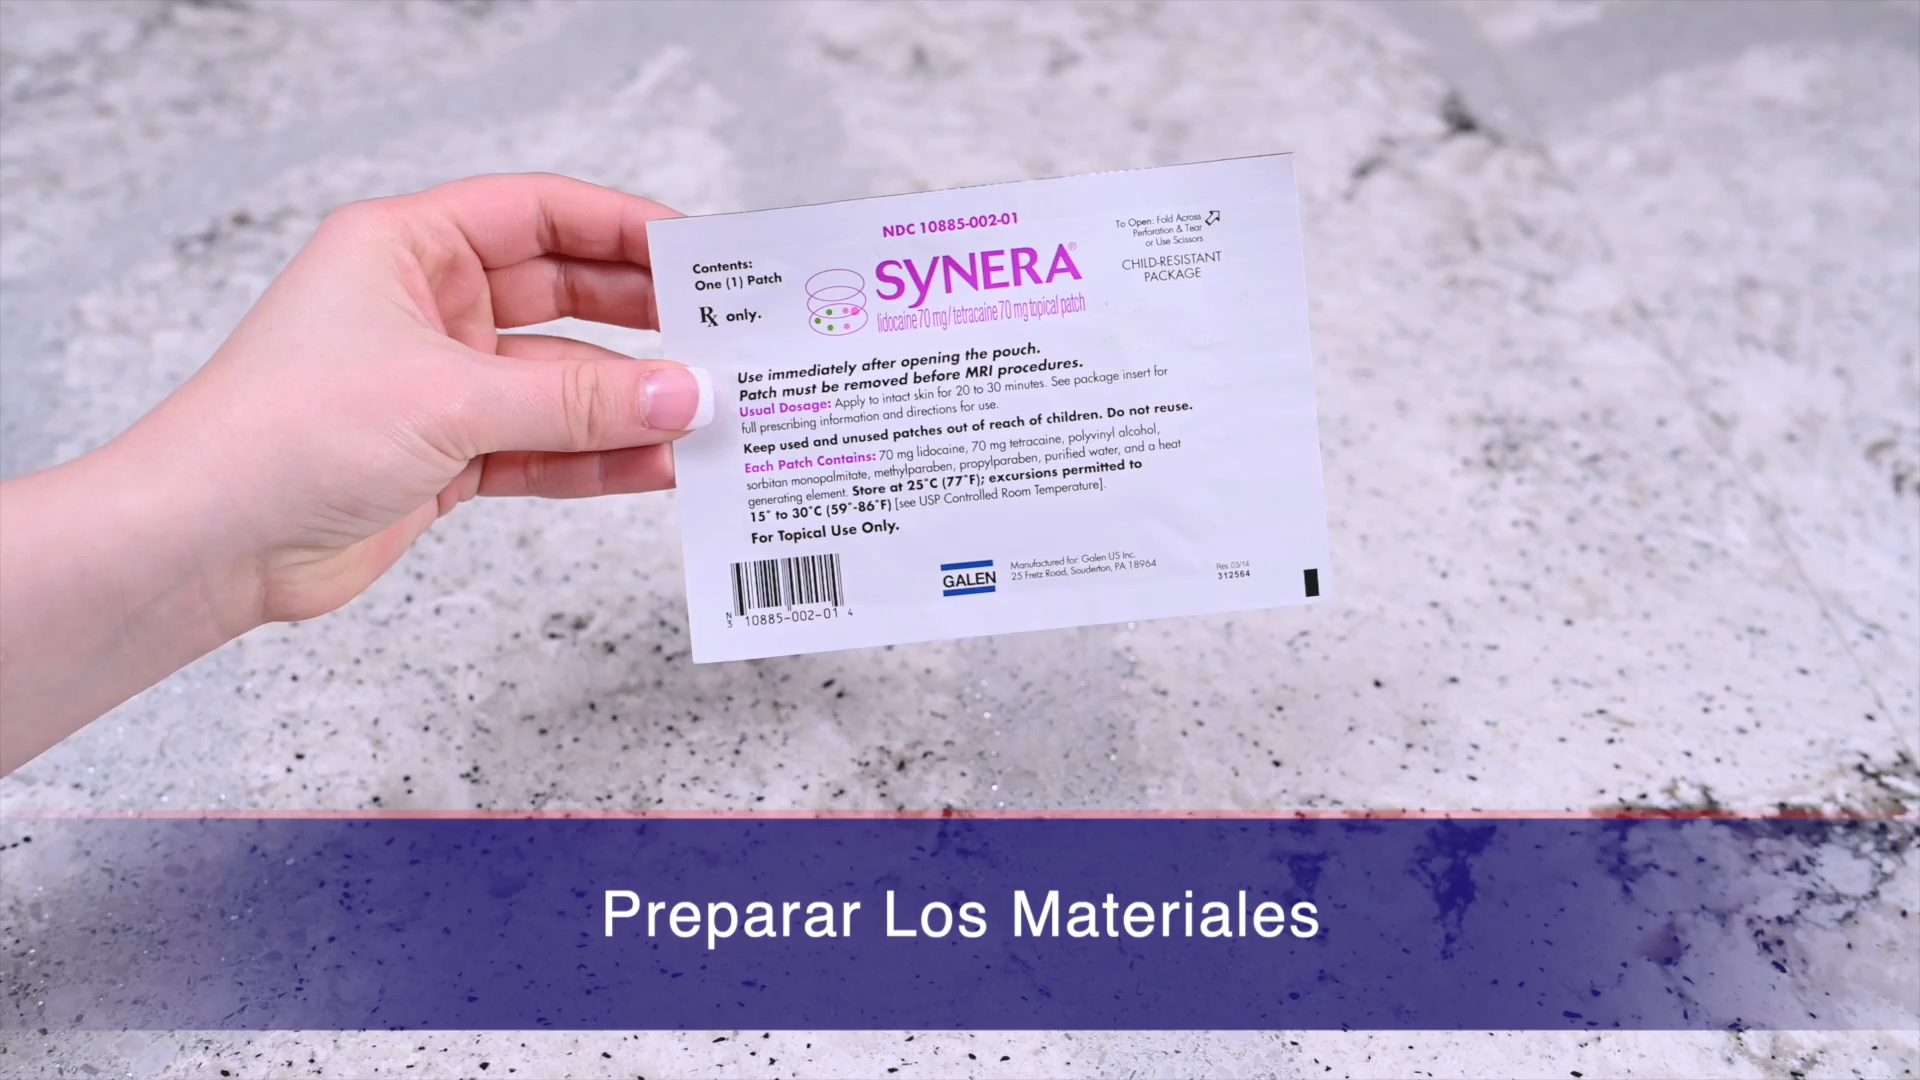 NDC 10885-002-01
Contents:
One (1) Patch
Rx only.
SYNERA®
lidocaine 70 mg/tetracaine 70 mg topical patch
To Open: Fold Across
Perforation & Tear
or Use Scissors
CHILD-RESISTANT
PACKAGE
Use immediately after opening the pouch.
Patch must be removed before MRI procedures.
Usual Dosage: Apply to intact skin for 20 to 30 minutes. See package insert for
full prescribing information and directions for use.
Keep used and unused patches out of reach of children. Do not reuse.
Each Patch Contains: 70 mg lidocaine, 70 mg tetracaine, polyvinyl alcohol,
sorbitan monopalmitate, methylparaben, propylparaben, purified water, and a heat
generating element. Store at 25°C (77°F); excursions permitted to
15° to 30°C (59°-86°F) [see USP Controlled Room Temperature].
For Topical Use Only.
N
3 10885-002-01 4
GALEN
Manufactured for: Galen US Inc.
25 Fretz Road, Souderton, PA 18964
Rev. 03/14
312564
Preparar Los Materiales